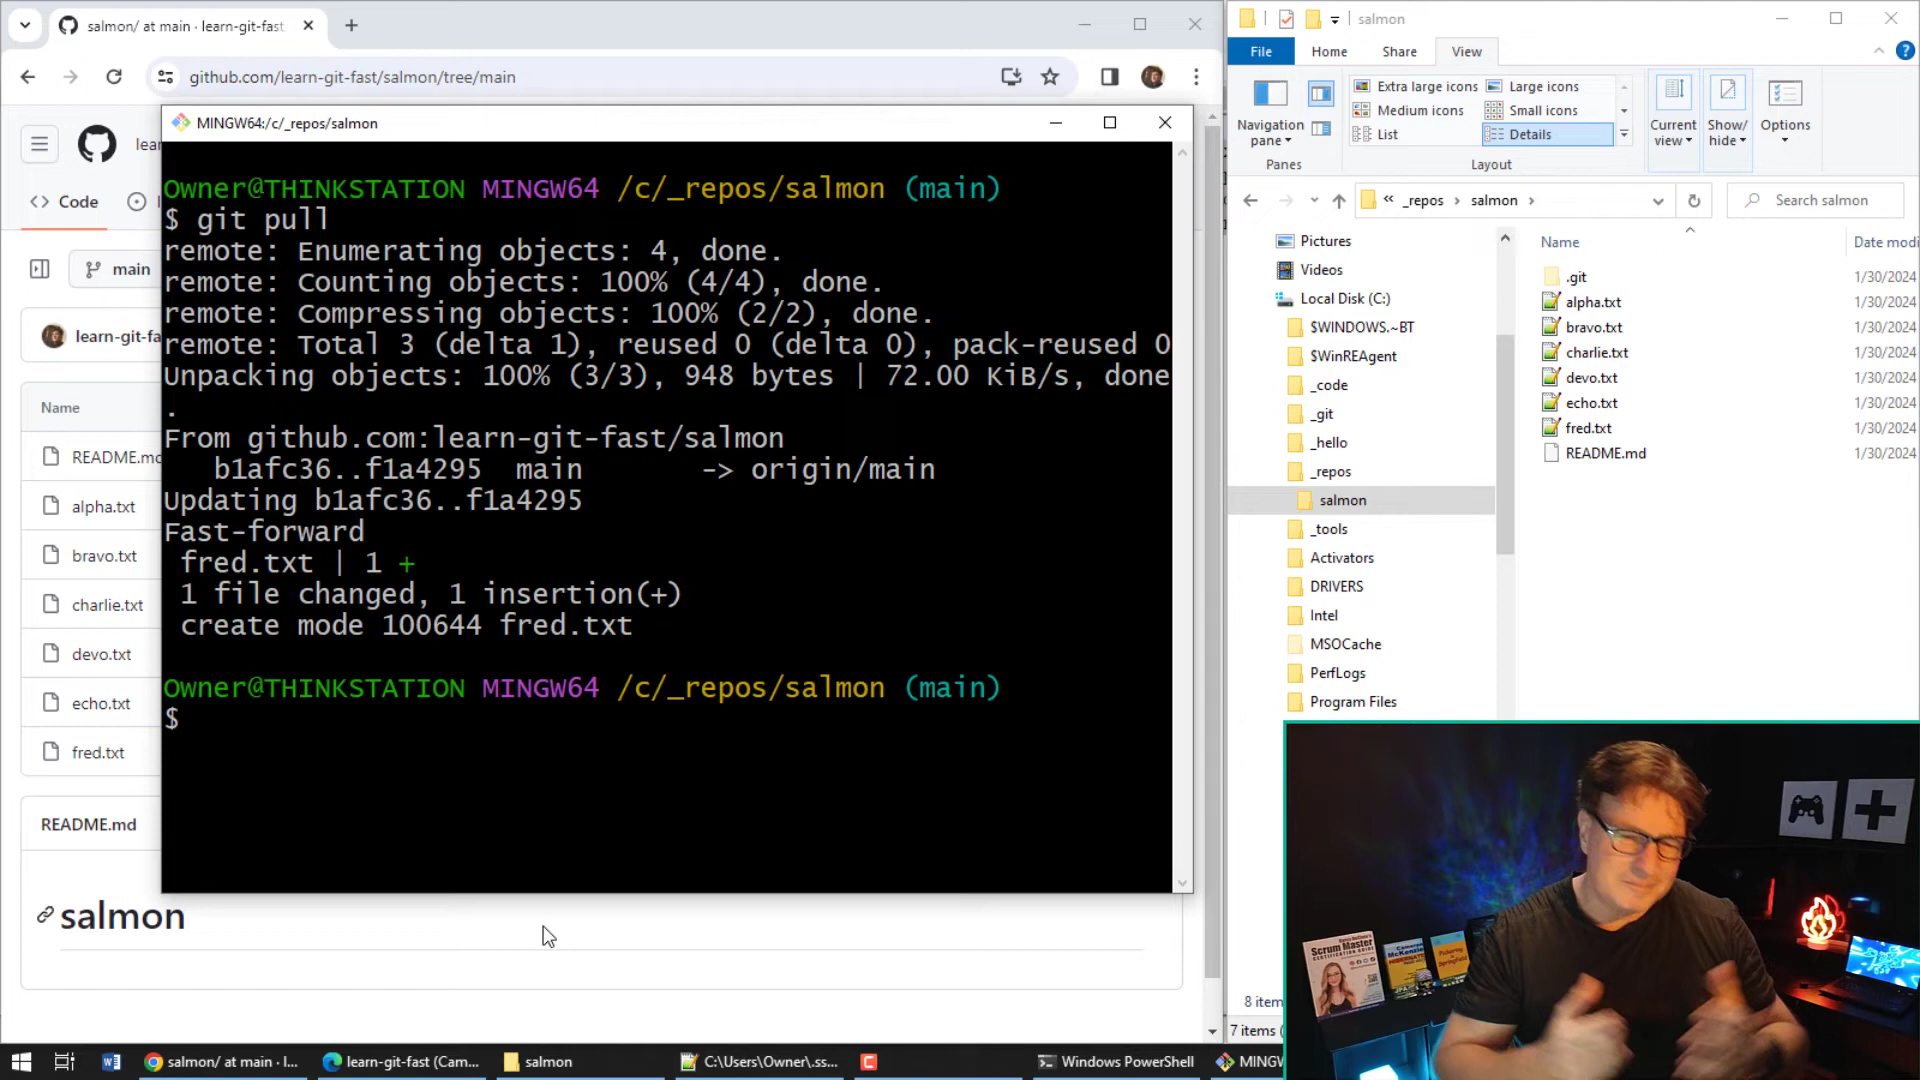 salmon/ at main · learn-git-fast
github.com/learn-git-fast/salmon/tree/main
lear
Code
main
learn-git-fa
Name
README.md
alpha.txt
bravo.txt
charlie.txt
devo.txt
echo.txt
fred.txt
README.md
salmon
MINGW64:/c/_repos/salmon
Owner@THINKSTATION MINGW64 /c/_repos/salmon (main)
$ git pull
remote: Enumerating objects: 4, done.
remote: Counting objects: 100% (4/4), done.
remote: Compressing objects: 100% (2/2), done.
remote: Total 3 (delta 1), reused 0 (delta 0), pack-reused 0
Unpacking objects: 100% (3/3), 948 bytes | 72.00 KiB/s, done
.
From github.com:learn-git-fast/salmon
b1afc36..f1a4295 main -> origin/main
Updating b1afc36..f1a4295
Fast-forward
fred.txt | 1 +
1 file changed, 1 insertion(+)
create mode 100644 fred.txt
Owner@THINKSTATION MINGW64 /c/_repos/salmon (main)
$
salmon
File Home Share View
Navigation pane
Panes
Extra large icons
Large icons
Medium icons
Small icons
List
Details
Layout
Current view
Show/ hide
Options
« _repos › salmon ›
Search salmon
Pictures
Videos
Local Disk (C:)
$WINDOWS.~BT
$WinREAgent
_code
_git
_hello
_repos
salmon
_tools
Activators
DRIVERS
Intel
MSOCache
PerfLogs
Program Files
Name Date modi
.git 1/30/2024
alpha.txt 1/30/2024
bravo.txt 1/30/2024
charlie.txt 1/30/2024
devo.txt 1/30/2024
echo.txt 1/30/2024
fred.txt 1/30/2024
README.md 1/30/2024
8 item
7 items (
Scrum Master
salmon/ at main · l...
learn-git-fast (Cam...
salmon
C:\Users\Owner\.ss...
Windows PowerShell
MINGW